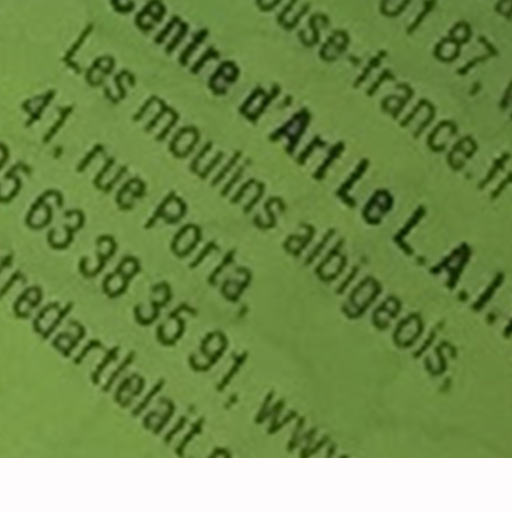 01 87,
ouse-france.fr
Centre d'Art Le L.A.I.
Les moulins albigeois,
41, rue Porta,
05 63 38 35 91, www
tredartlelait.